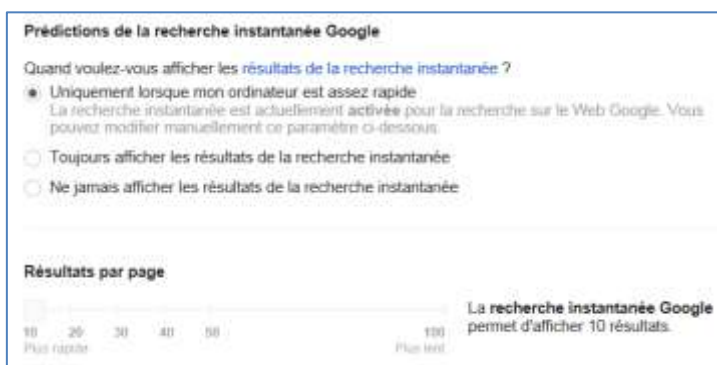 Prédictions de la recherche instantanée Google
Quand voulez-vous afficher les résultats de la recherche instantanée ?
Uniquement lorsque mon ordinateur est assez rapide
La recherche instantanée est actuellement activée pour la recherche sur le Web Google. Vous
pouvez modifier manuellement ce paramètre ci-dessous.
Toujours afficher les résultats de la recherche instantanée
Ne jamais afficher les résultats de la recherche instantanée
Résultats par page
La recherche instantanée Google
permet d'afficher 10 résultats.
10 20 30 40 50 100
Plus rapide Plus lent